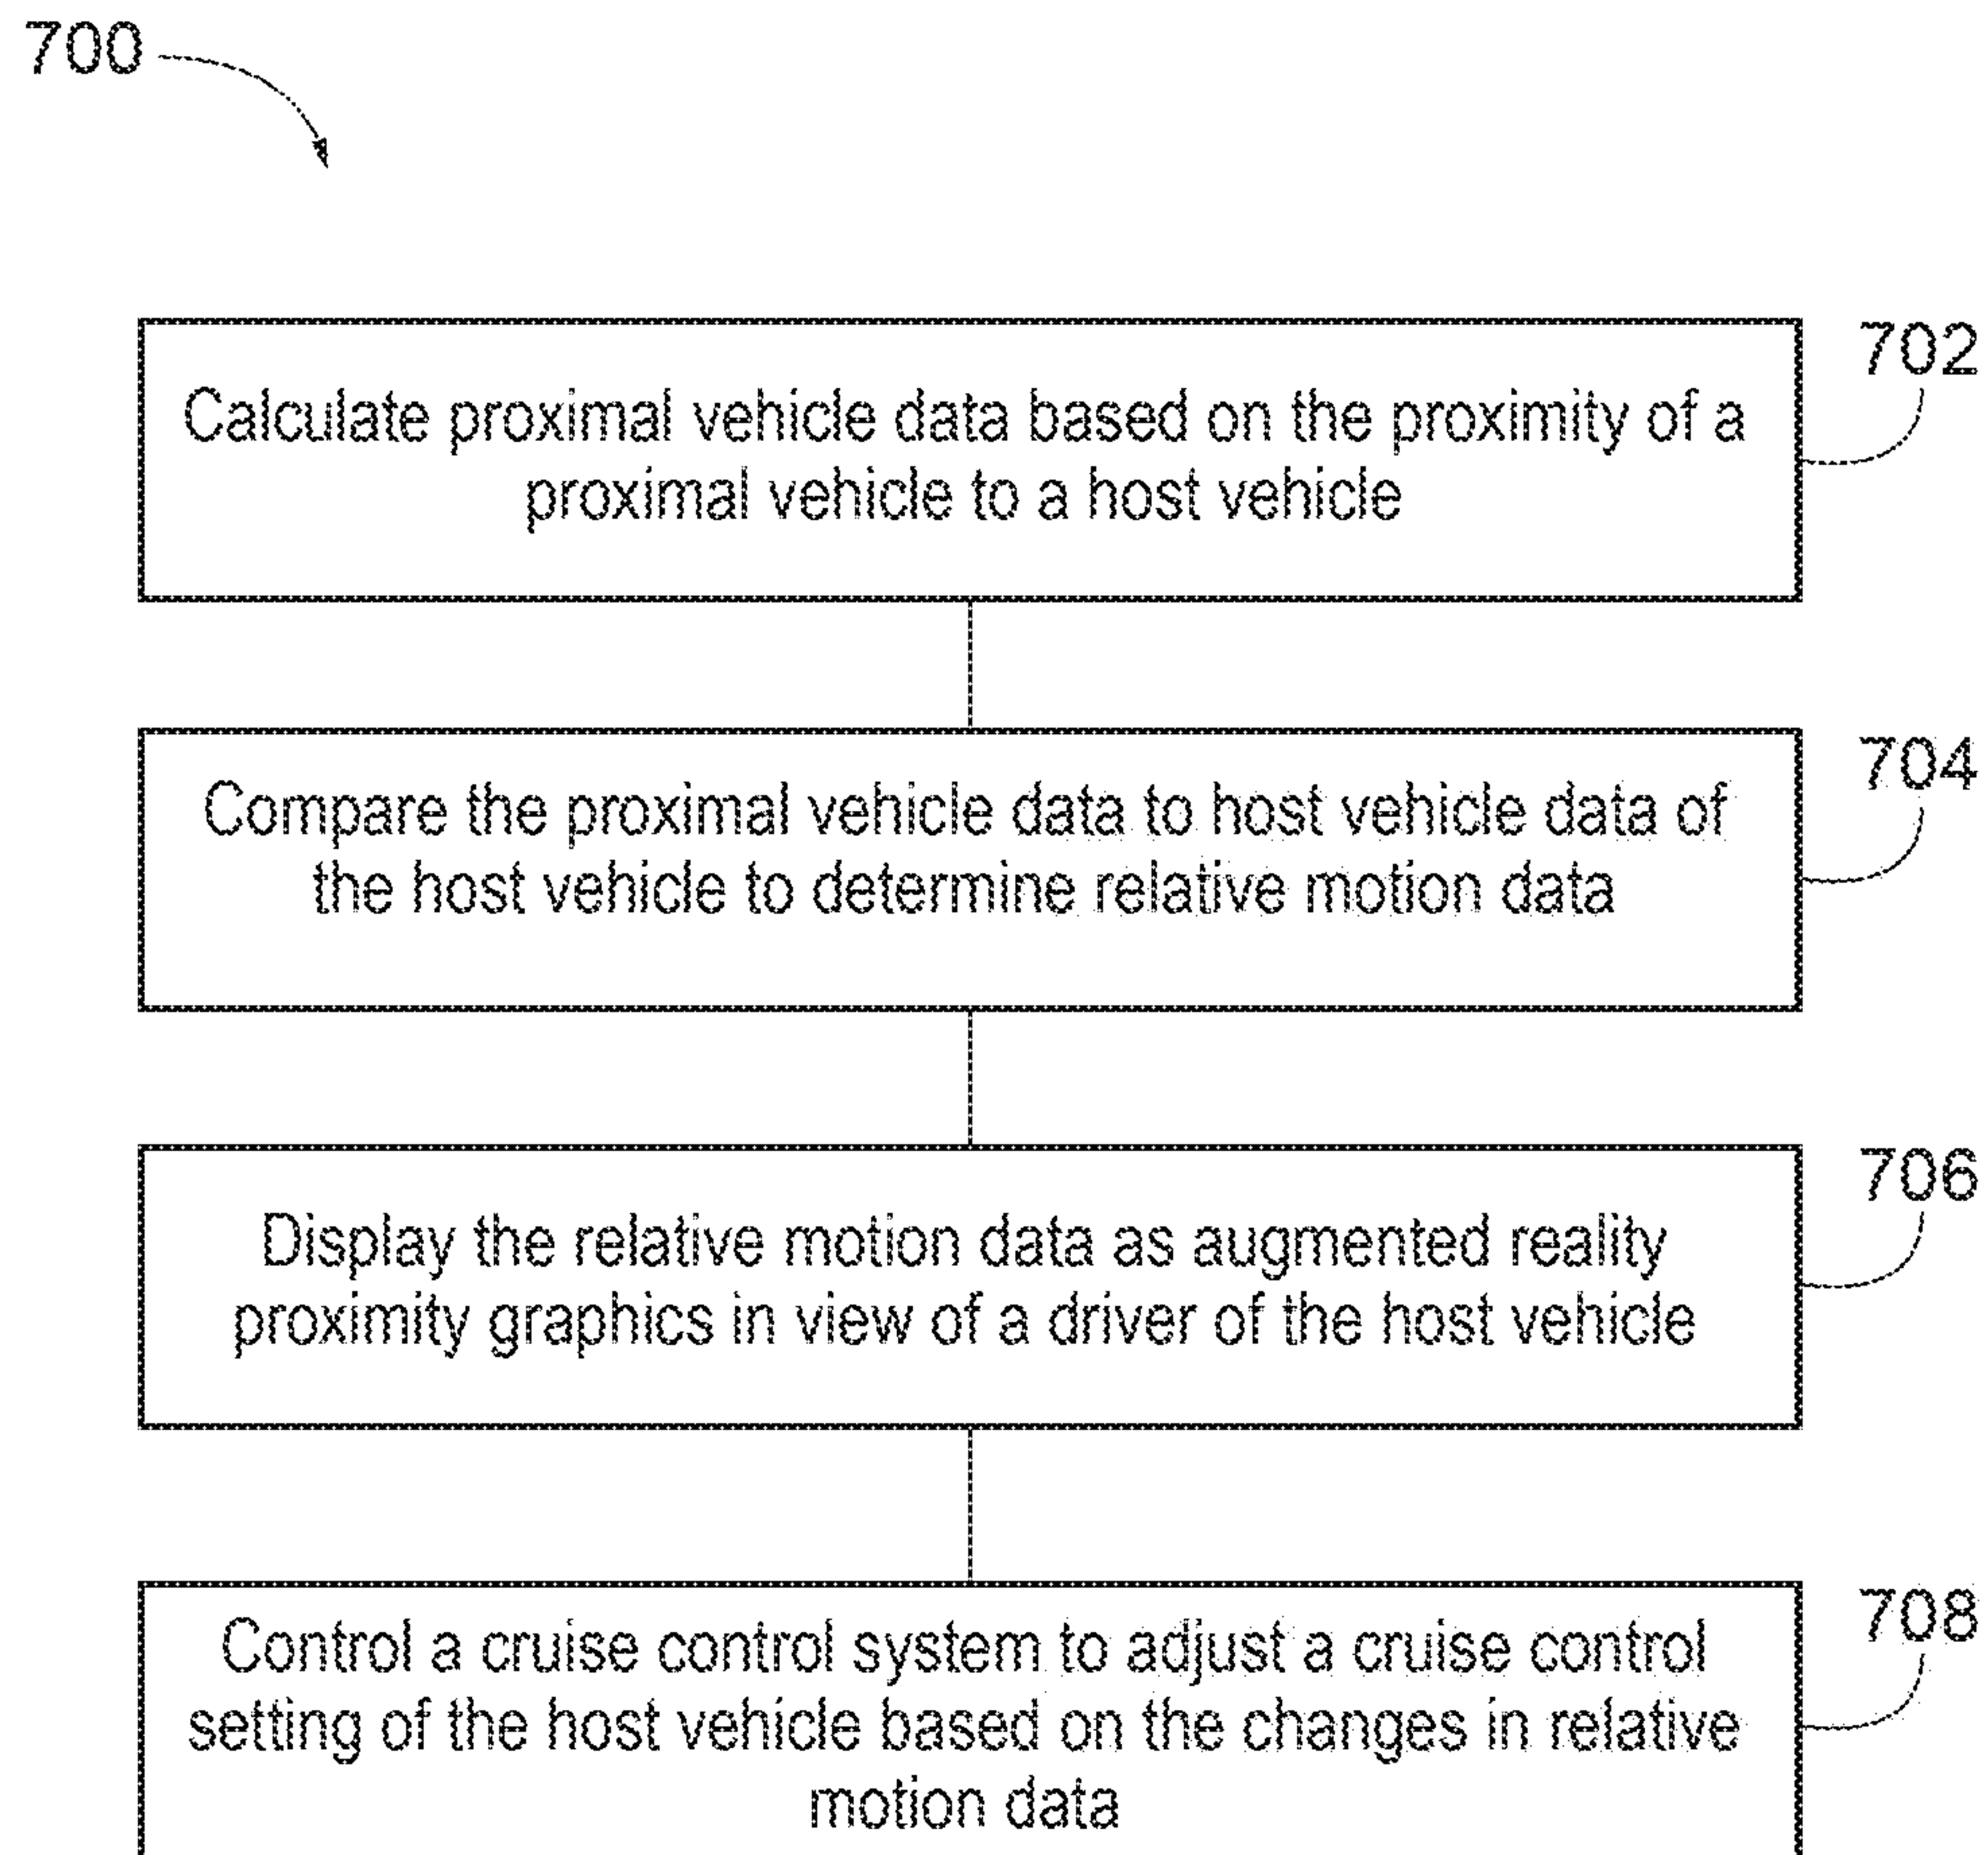 700
702
Calculate proximal vehicle data based on the proximity of a
proximal vehicle to a host vehicle
704
Compare the proximal vehicle data to host vehicle data of
the host vehicle to determine relative motion data
706
Display the relative motion data as augmented reality
proximity graphics in view of a driver of the host vehicle
708
Control a cruise control system to adjust a cruise control
setting of the host vehicle based on the changes in relative
motion data